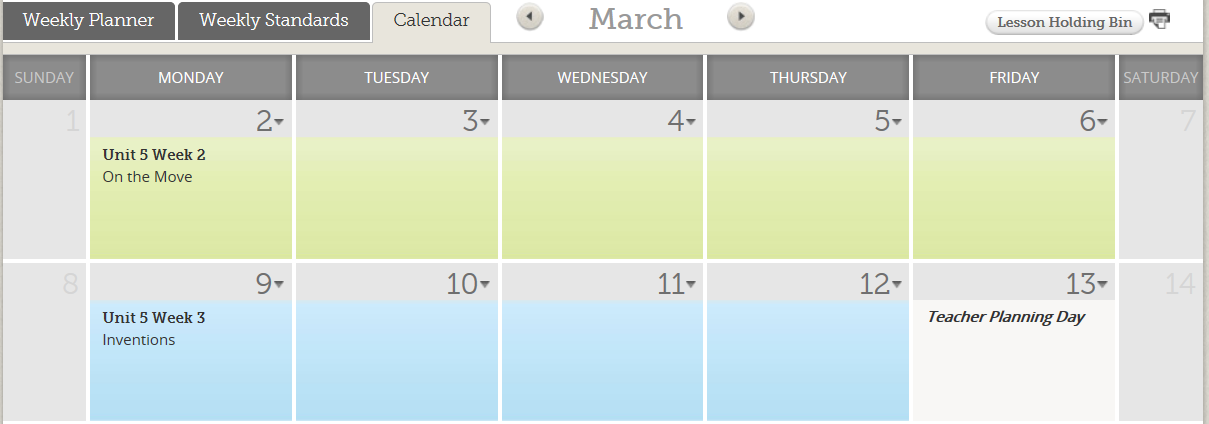 Weekly Planner Weekly Standards Calendar March Lesson Holding Bin
SUNDAY MONDAY TUESDAY WEDNESDAY THURSDAY FRIDAY SATURDAY
1 2 3 4 5 6 7
Unit 5 Week 2
On the Move
8 9 10 11 12 13 14
Unit 5 Week 3 Teacher Planning Day
Inventions